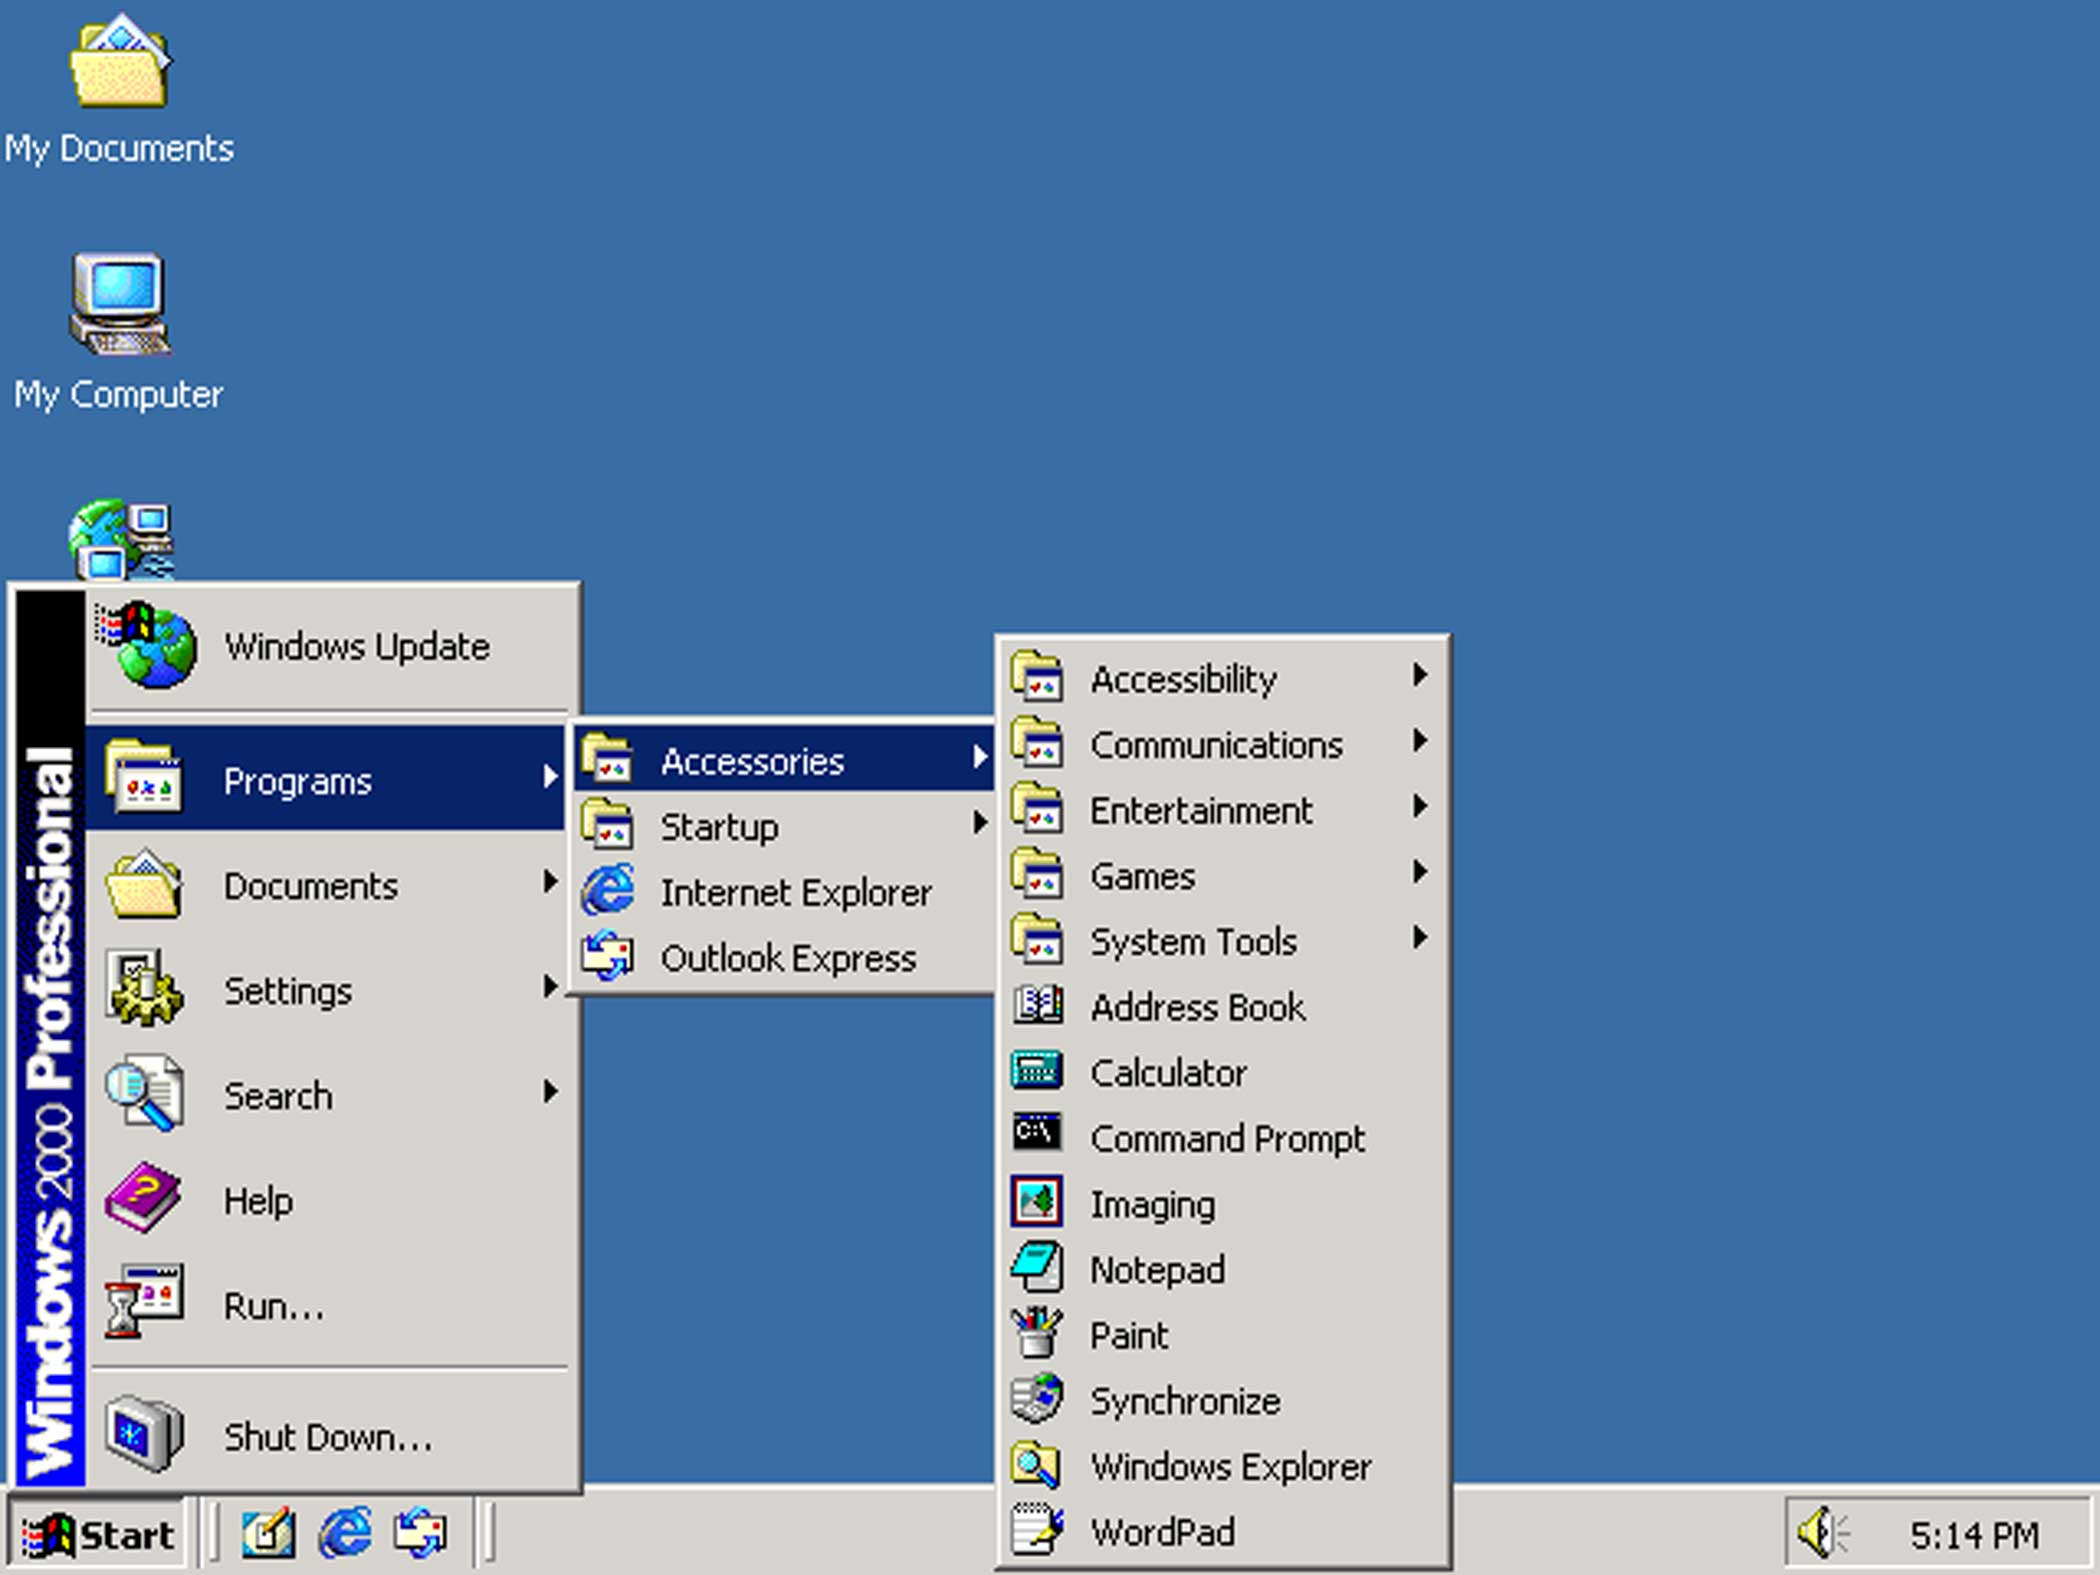 My Documents
My Computer
Windows 2000 Professional
Windows Update
Programs
Documents
Settings
Search
Help
Run...
Shut Down...
Accessories
Startup
Internet Explorer
Outlook Express
Accessibility
Communications
Entertainment
Games
System Tools
Address Book
Calculator
Command Prompt
Imaging
Notepad
Paint
Synchronize
Windows Explorer
WordPad
Start
5:14 PM